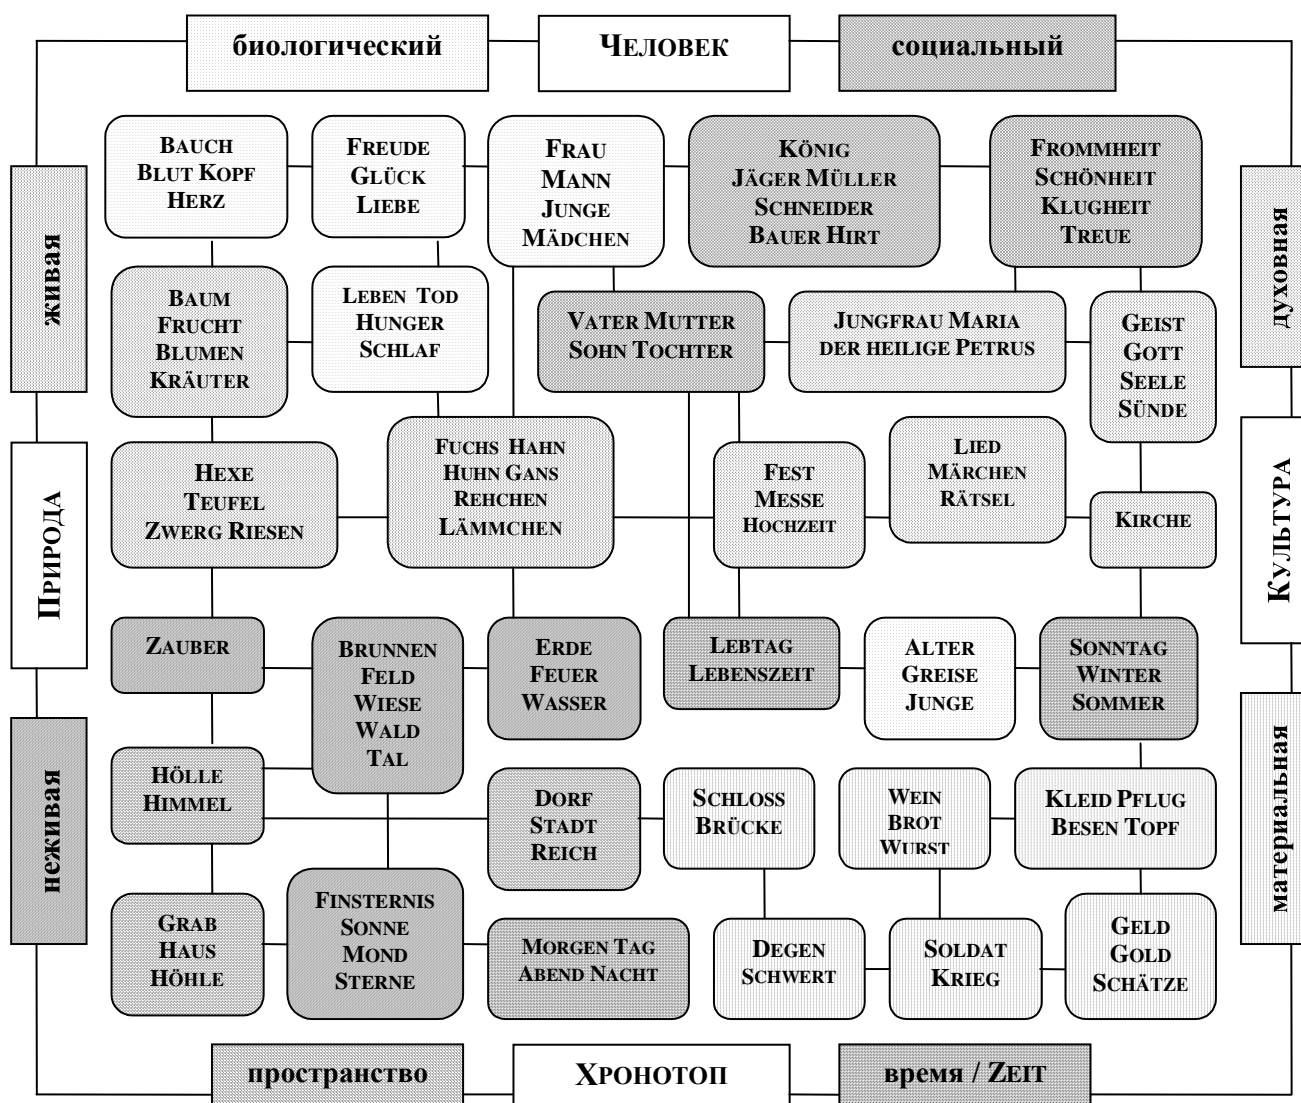 биологический
ЧЕЛОВЕК
социальный
живая
ПРИРОДА
неживая
духовная
КУЛЬТУРА
материальная
BAUCH
BLUT KOPF
HERZ
FREUDE
GLÜCK
LIEBE
FRAU
MANN
JUNGE
MÄDCHEN
KÖNIG
JÄGER MÜLLER
SCHNEIDER
BAUER HIRT
FROMMHEIT
SCHÖNHEIT
KLUGHEIT
TREUE
BAUM
FRUCHT
BLUMEN
KRÄUTER
LEBEN TOD
HUNGER
SCHLAF
VATER MUTTER
SOHN TOCHTER
JUNGFRAU MARIA
DER HEILIGE PETRUS
GEIST
GOTT
SEELE
SÜNDE
HEXE
TEUFEL
ZWERG RIESEN
FUCHS HAHN
HUHN GANS
REHCHEN
LÄMMCHEN
FEST
MESSE
HOCHZEIT
LIED
MÄRCHEN
RÄTSEL
KIRCHE
ZAUBER
BRUNNEN
FELD
WIESE
WALD
TAL
ERDE
FEUER
WASSER
LEBTAG
LEBENSZEIT
ALTER
GREISE
JUNGE
SONNTAG
WINTER
SOMMER
HÖLLE
HIMMEL
DORF
STADT
REICH
SCHLOSS
BRÜCKE
WEIN
BROT
WURST
KLEID PFLUG
BESEN TOPF
GRAB
HAUS
HÖHLE
FINSTERNIS
SONNE
MOND
STERNE
MORGEN TAG
ABEND NACHT
DEGEN
SCHWERT
SOLDAT
KRIEG
GELD
GOLD
SCHÄTZE
пространство
ХРОНОТОП
время / ZEIT